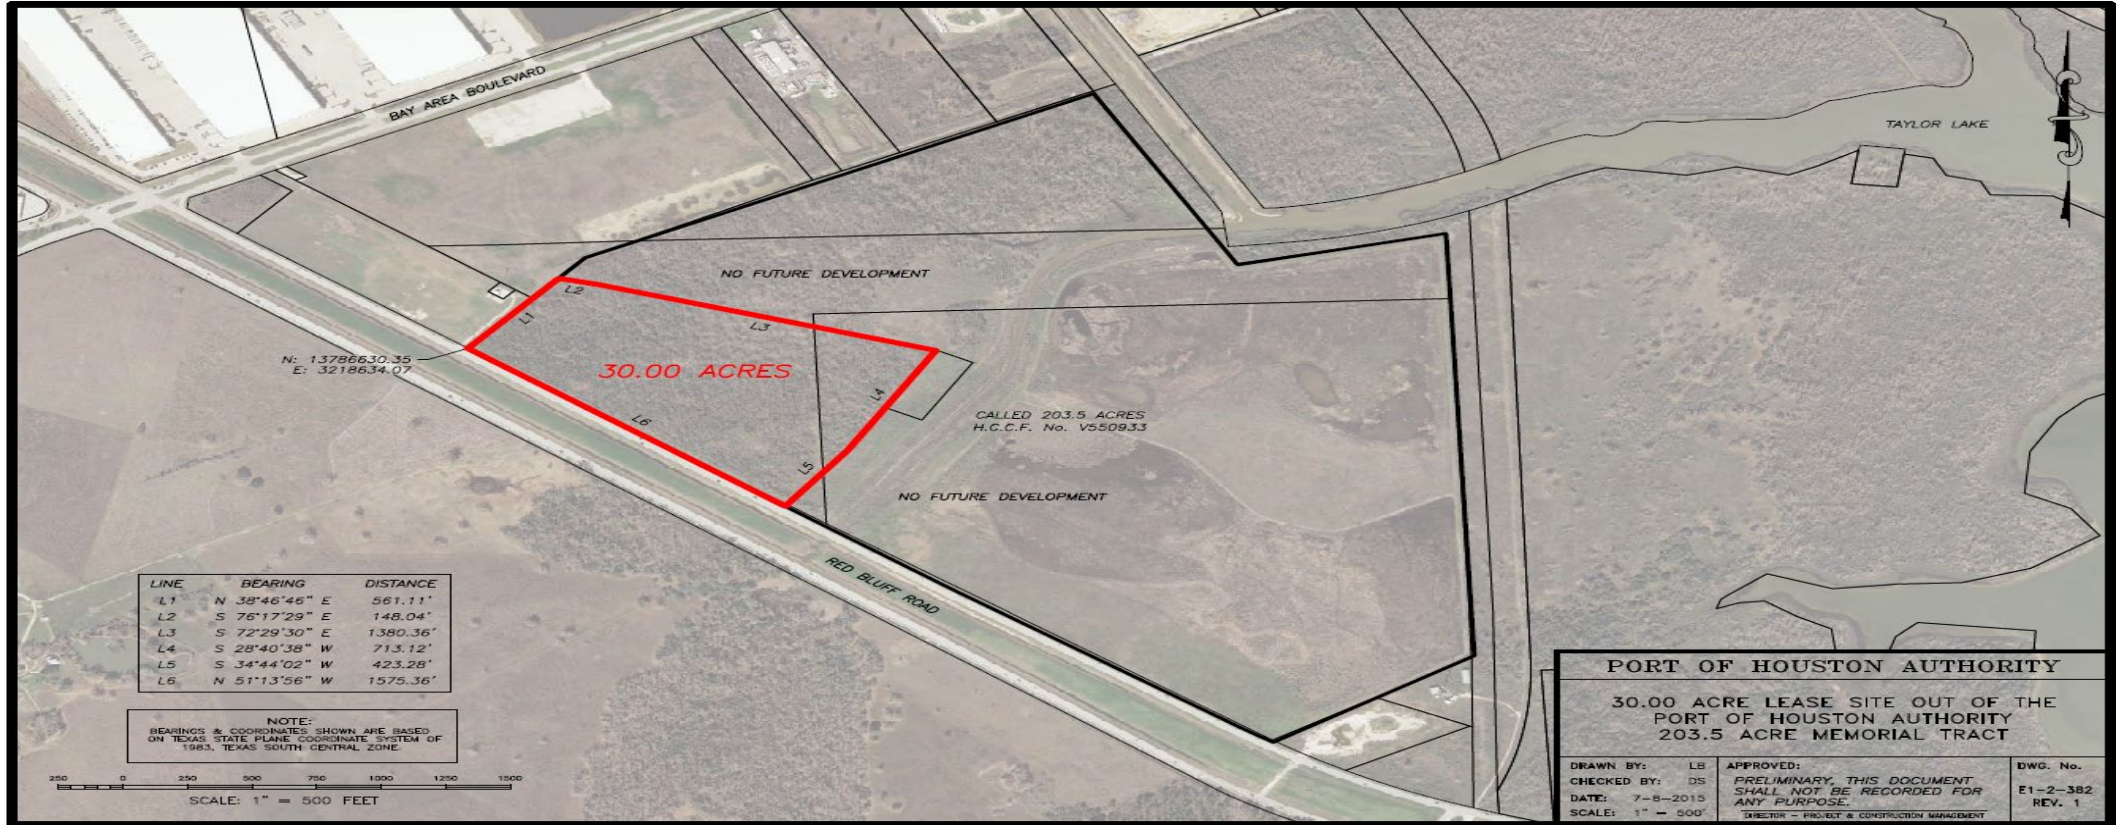 BAY AREA BOULEVARD
TAYLOR LAKE
NO FUTURE DEVELOPMENT
L2
L1
L3
N: 13786630.35
E: 3218634.07
30.00 ACRES
L4
L6
CALLED 203.5 ACRES
H.C.C.F. No. V550933
L5
NO FUTURE DEVELOPMENT
RED BLUFF ROAD
LINE BEARING DISTANCE
L1 N 38°46'46" E 561.11'
L2 S 76°17'29" E 148.04'
L3 S 72°29'30" E 1380.36'
L4 S 28°40'38" W 713.12'
L5 S 34°44'02" W 423.28'
L6 N 51°13'56" W 1575.36'
NOTE:
BEARINGS & COORDINATES SHOWN ARE BASED
ON TEXAS STATE PLANE COORDINATE SYSTEM OF
1983, TEXAS SOUTH CENTRAL ZONE.
250 0 250 500 750 1000 1250 1500
SCALE: 1" = 500 FEET
PORT OF HOUSTON AUTHORITY
30.00 ACRE LEASE SITE OUT OF THE
PORT OF HOUSTON AUTHORITY
203.5 ACRE MEMORIAL TRACT
DRAWN BY: LB
CHECKED BY: DS
DATE: 7-8-2015
SCALE: 1" = 500'
APPROVED:
PRELIMINARY, THIS DOCUMENT
SHALL NOT BE RECORDED FOR
ANY PURPOSE.
DIRECTOR - PROJECT & CONSTRUCTION MANAGEMENT
DWG. No.
E1-2-382
REV. 1